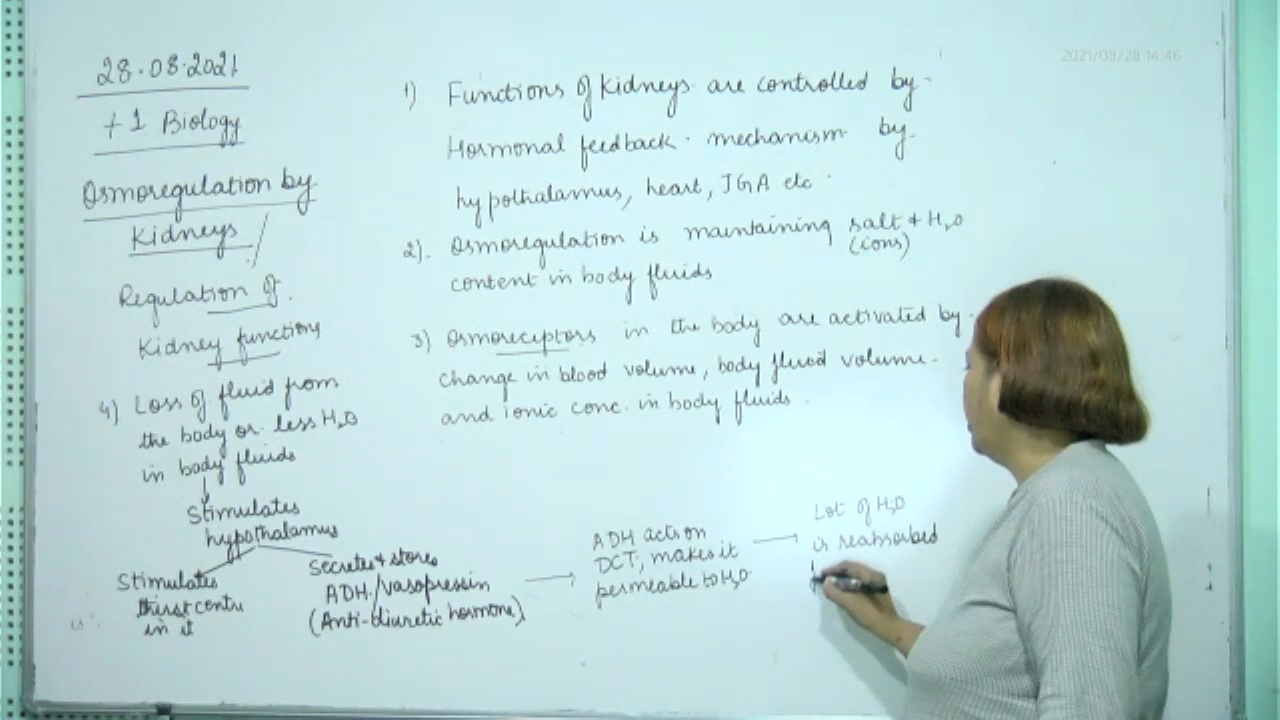 2021/08/28 14:46
28.08.2021
+1 Biology
Osmoregulation by
Kidneys
Regulation of
Kidney functions
1) Functions of Kidneys are controlled by
Hormonal feedback mechanism by
hypothalamus, heart, JGA etc.
2). Osmoregulation is maintaining salt + H2O
(cons)
content in body fluids
3) Osmoreceptors in the body are activated by
change in blood volume, body fluid volume
and ionic conc. in body fluids.
4) Loss of fluid from
the body or less H2O
in body fluids
Stimulates
hypothalamus
Stimulates
thirst centre
in it
Secretes + stores
ADH/vasopressin
(Anti-diuretic hormone)
ADH action
DCT, makes it
permeable to H2O
Lot of H2O
is reabsorbed